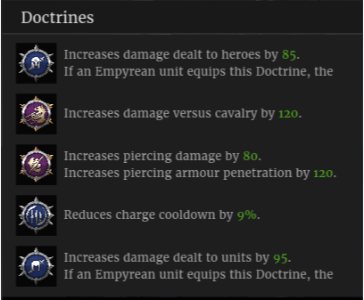 Doctrines
Increases damage dealt to heroes by 85.
If an Empyrean unit equips this Doctrine, the
Increases damage versus cavalry by 120.
Increases piercing damage by 80.
Increases piercing armour penetration by 120.
Reduces charge cooldown by 9%.
Increases damage dealt to units by 95.
If an Empyrean unit equips this Doctrine, the